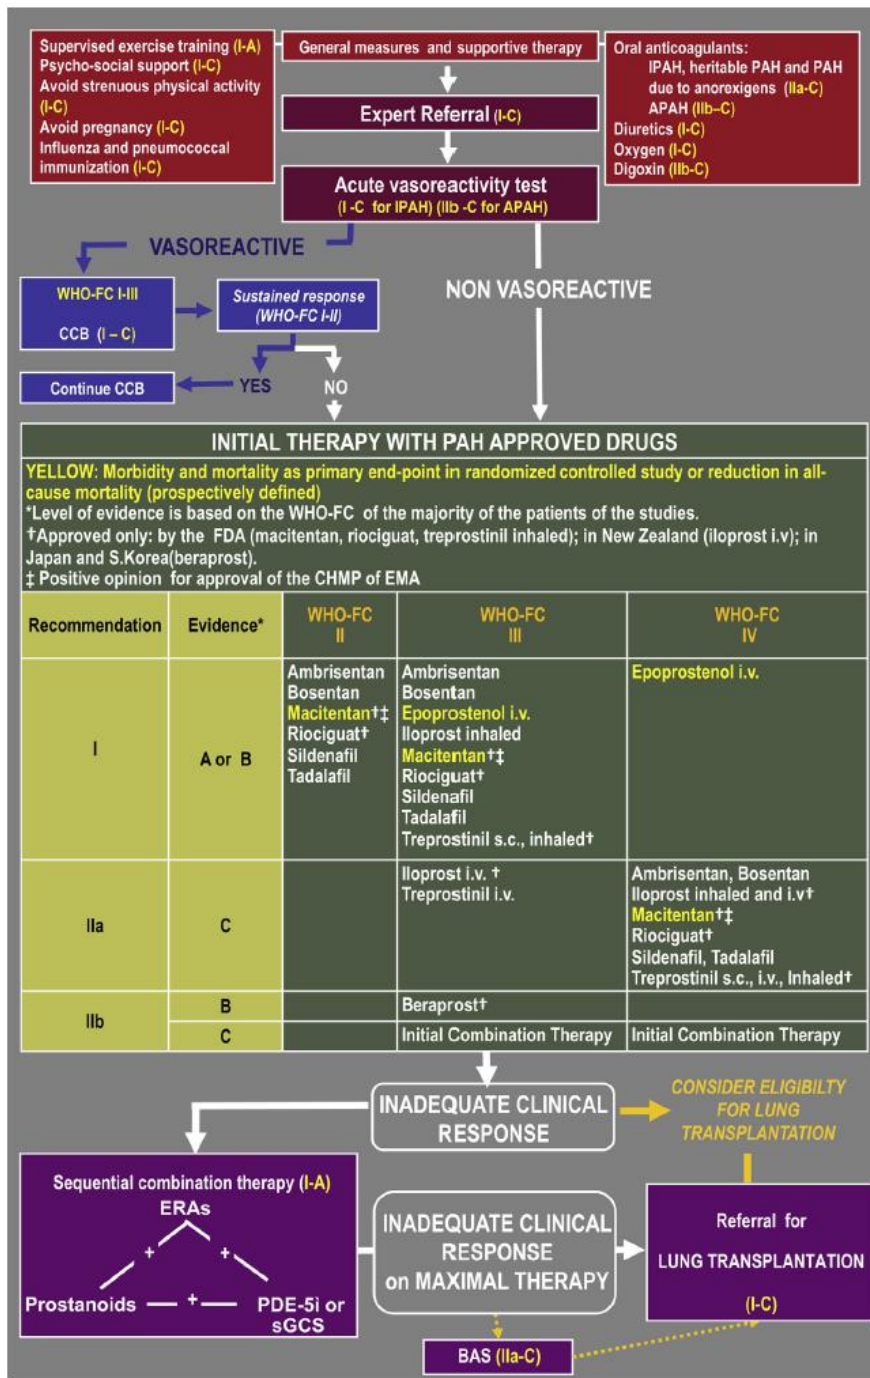 Supervised exercise training (I-A)
Psycho-social support (I-C)
Avoid strenuous physical activity
(I-C)
Avoid pregnancy (I-C)
Influenza and pneumococcal
immunization (I-C)
General measures and supportive therapy
Oral anticoagulants:
IPAH, heritable PAH and PAH
due to anorexigens (IIa-C)
APAH (IIb–C)
Diuretics (I-C)
Oxygen (I-C)
Digoxin (IIb-C)
Expert Referral (I-C)
Acute vasoreactivity test
(I -C for IPAH) (IIb -C for APAH)
VASOREACTIVE
NON VASOREACTIVE
WHO-FC I-III
CCB (I – C)
Sustained response
(WHO-FC I-II)
YES
NO
Continue CCB
INITIAL THERAPY WITH PAH APPROVED DRUGS
YELLOW: Morbidity and mortality as primary end-point in randomized controlled study or reduction in all-
cause mortality (prospectively defined)
*Level of evidence is based on the WHO-FC of the majority of the patients of the studies.
†Approved only: by the FDA (macitentan, riociguat, treprostinil inhaled); in New Zealand (iloprost i.v); in
Japan and S.Korea(beraprost).
‡ Positive opinion for approval of the CHMP of EMA
Recommendation
Evidence*
WHO-FC
II
WHO-FC
III
WHO-FC
IV
I
A or B
Ambrisentan
Bosentan
Macitentan†‡
Riociguat†
Sildenafil
Tadalafil
Ambrisentan
Bosentan
Epoprostenol i.v.
Iloprost inhaled
Macitentan†‡
Riociguat†
Sildenafil
Tadalafil
Treprostinil s.c., inhaled†
Epoprostenol i.v.
IIa
C
Iloprost i.v. †
Treprostinil i.v.
Ambrisentan, Bosentan
Iloprost inhaled and i.v†
Macitentan†‡
Riociguat†
Sildenafil, Tadalafil
Treprostinil s.c., i.v., Inhaled†
IIb
B
Beraprost†
C
Initial Combination Therapy
Initial Combination Therapy
INADEQUATE CLINICAL
RESPONSE
CONSIDER ELIGIBILTY
FOR LUNG
TRANSPLANTATION
Sequential combination therapy (I-A)
ERAs
+ +
Prostanoids + PDE-5i or
sGCS
INADEQUATE CLINICAL
RESPONSE
on MAXIMAL THERAPY
Referral for
LUNG TRANSPLANTATION
(I-C)
BAS (IIa-C)